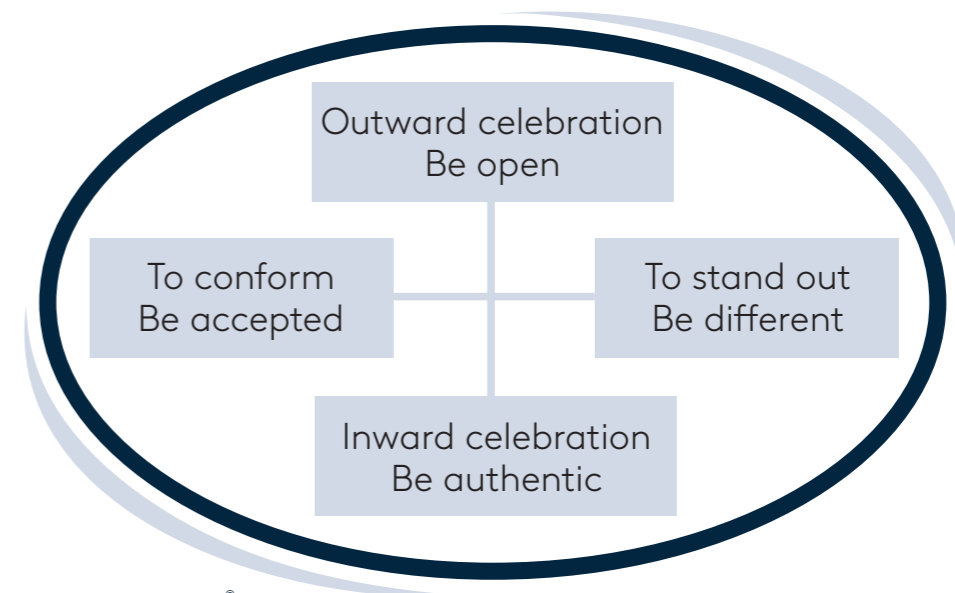 Outward celebration
Be open
To conform
Be accepted
To stand out
Be different
Inward celebration
Be authentic
®